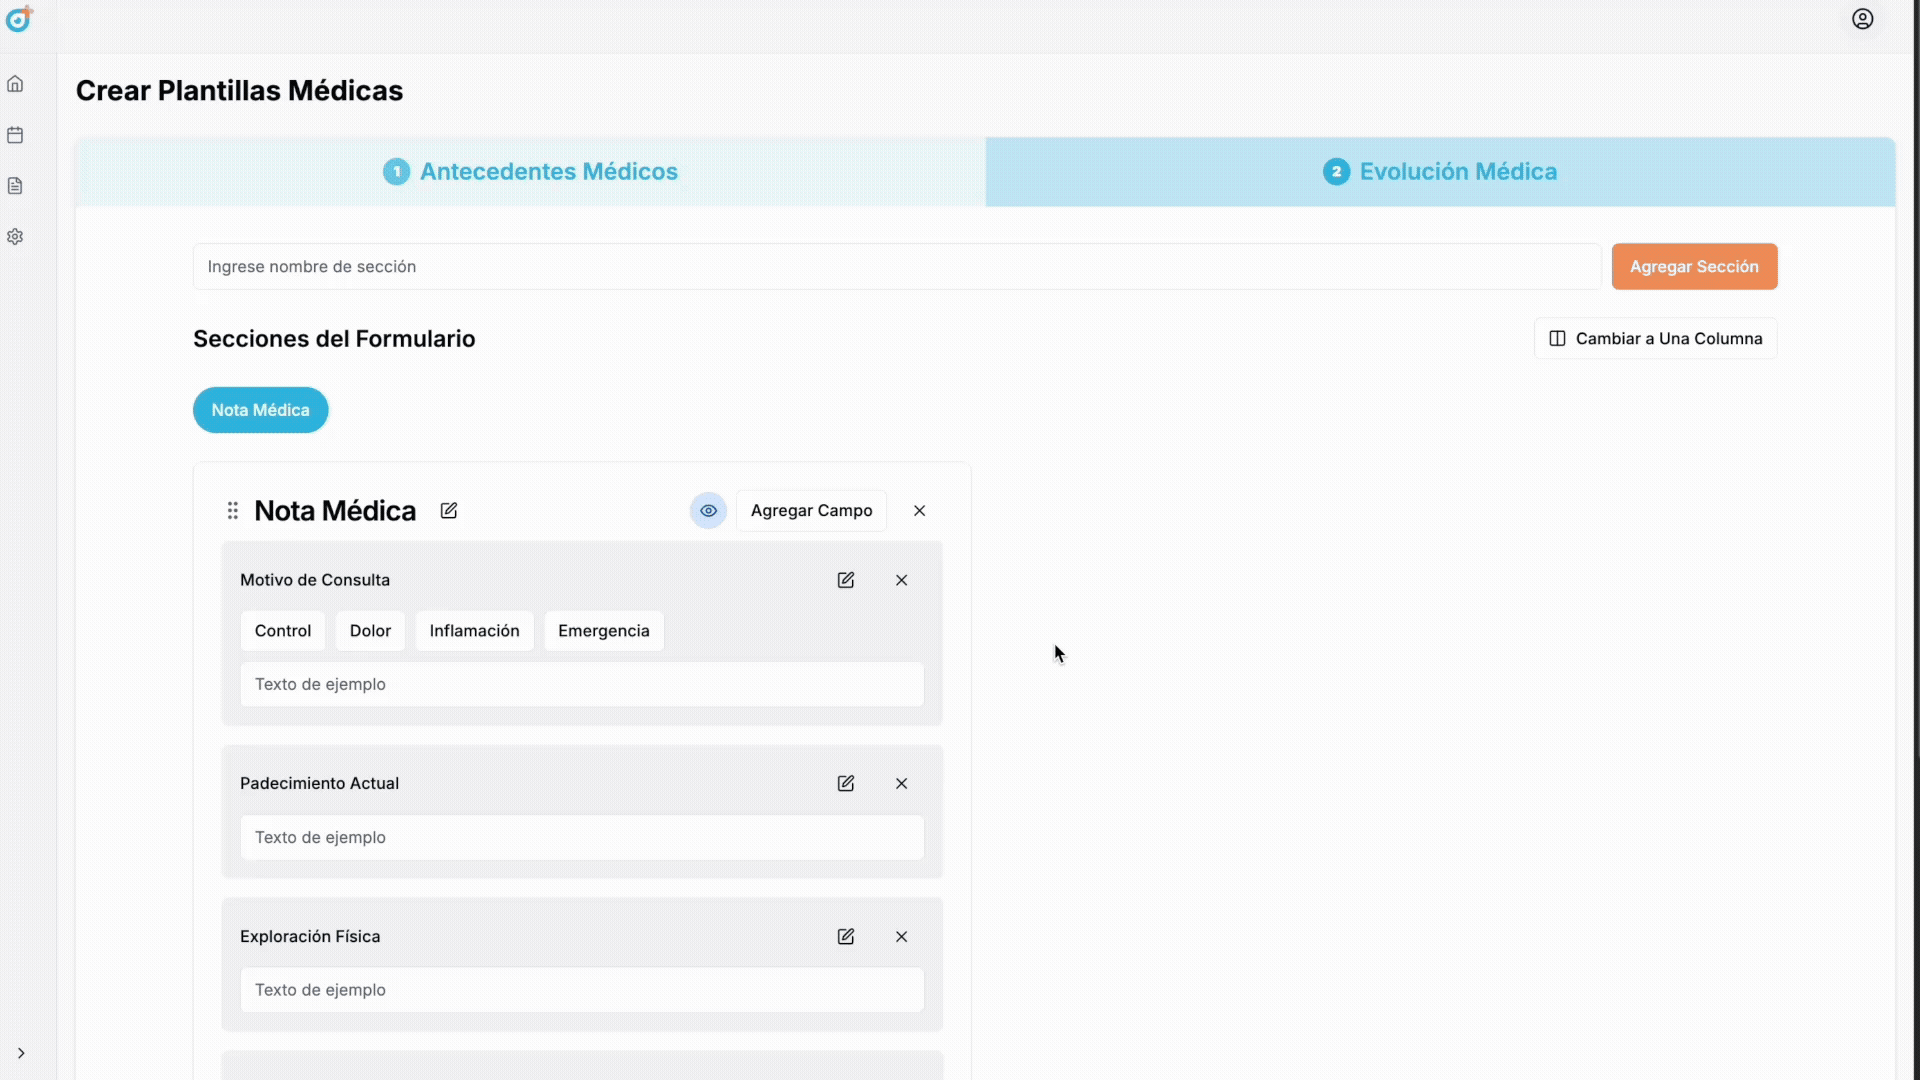 Crear Plantillas Médicas
1 Antecedentes Médicos
2 Evolución Médica
Ingrese nombre de sección
Agregar Sección
Secciones del Formulario
Cambiar a Una Columna
Nota Médica
Nota Médica
Agregar Campo
Motivo de Consulta
Control Dolor Inflamación Emergencia
Texto de ejemplo
Padecimiento Actual
Texto de ejemplo
Exploración Física
Texto de ejemplo